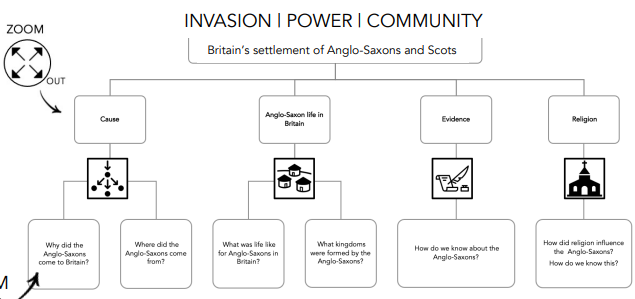 INVASION | POWER | COMMUNITY
ZOOM
Britain's settlement of Anglo-Saxons and Scots
OUT
Cause
Anglo-Saxon life in
Britain
Evidence
Religion
Why did the
Anglo-Saxons
come to Britain?
Where did the
Anglo-Saxons come
from?
What was life like
for Anglo-Saxons in
Britain?
What kingdoms
were formed by the
Anglo-Saxons?
How do we know about the
Anglo-Saxons?
How did religion influence
the Anglo-Saxons?
How do we know this?
M